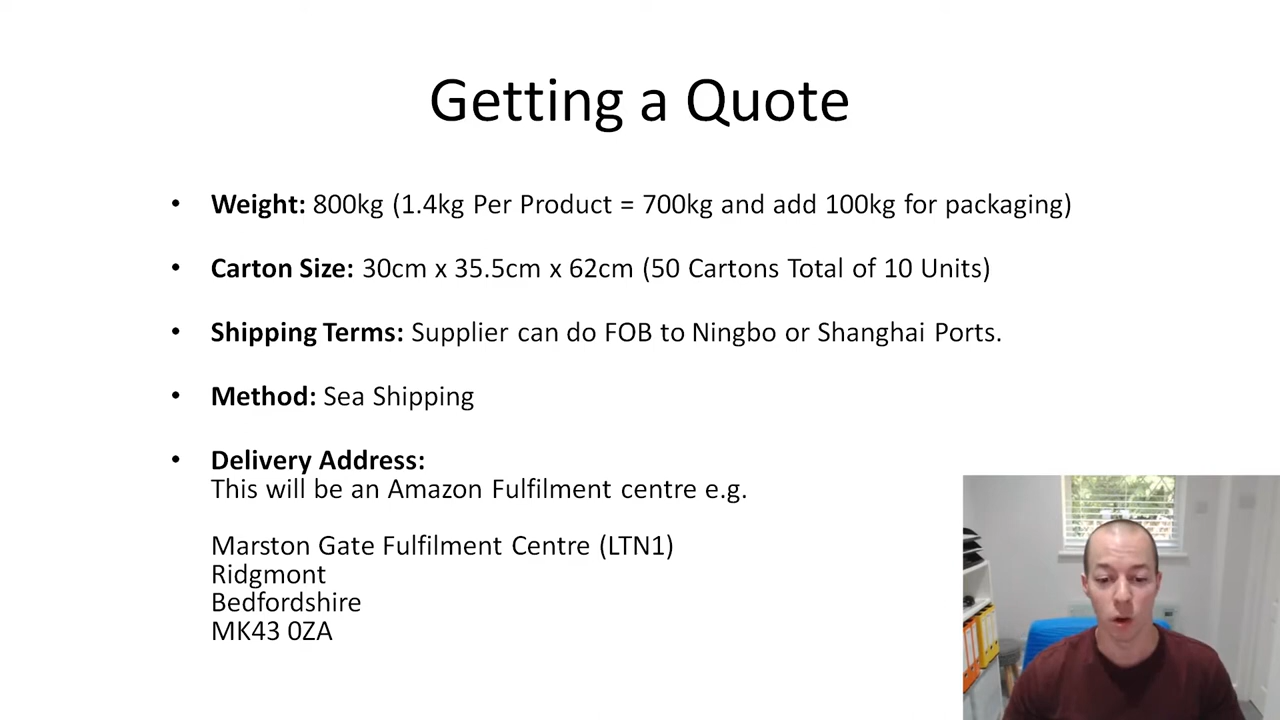 Getting a Quote
• Weight: 800kg (1.4kg Per Product = 700kg and add 100kg for packaging)
• Carton Size: 30cm x 35.5cm x 62cm (50 Cartons Total of 10 Units)
• Shipping Terms: Supplier can do FOB to Ningbo or Shanghai Ports.
• Method: Sea Shipping
• Delivery Address:
This will be an Amazon Fulfilment centre e.g.
Marston Gate Fulfilment Centre (LTN1)
Ridgmont
Bedfordshire
MK43 0ZA